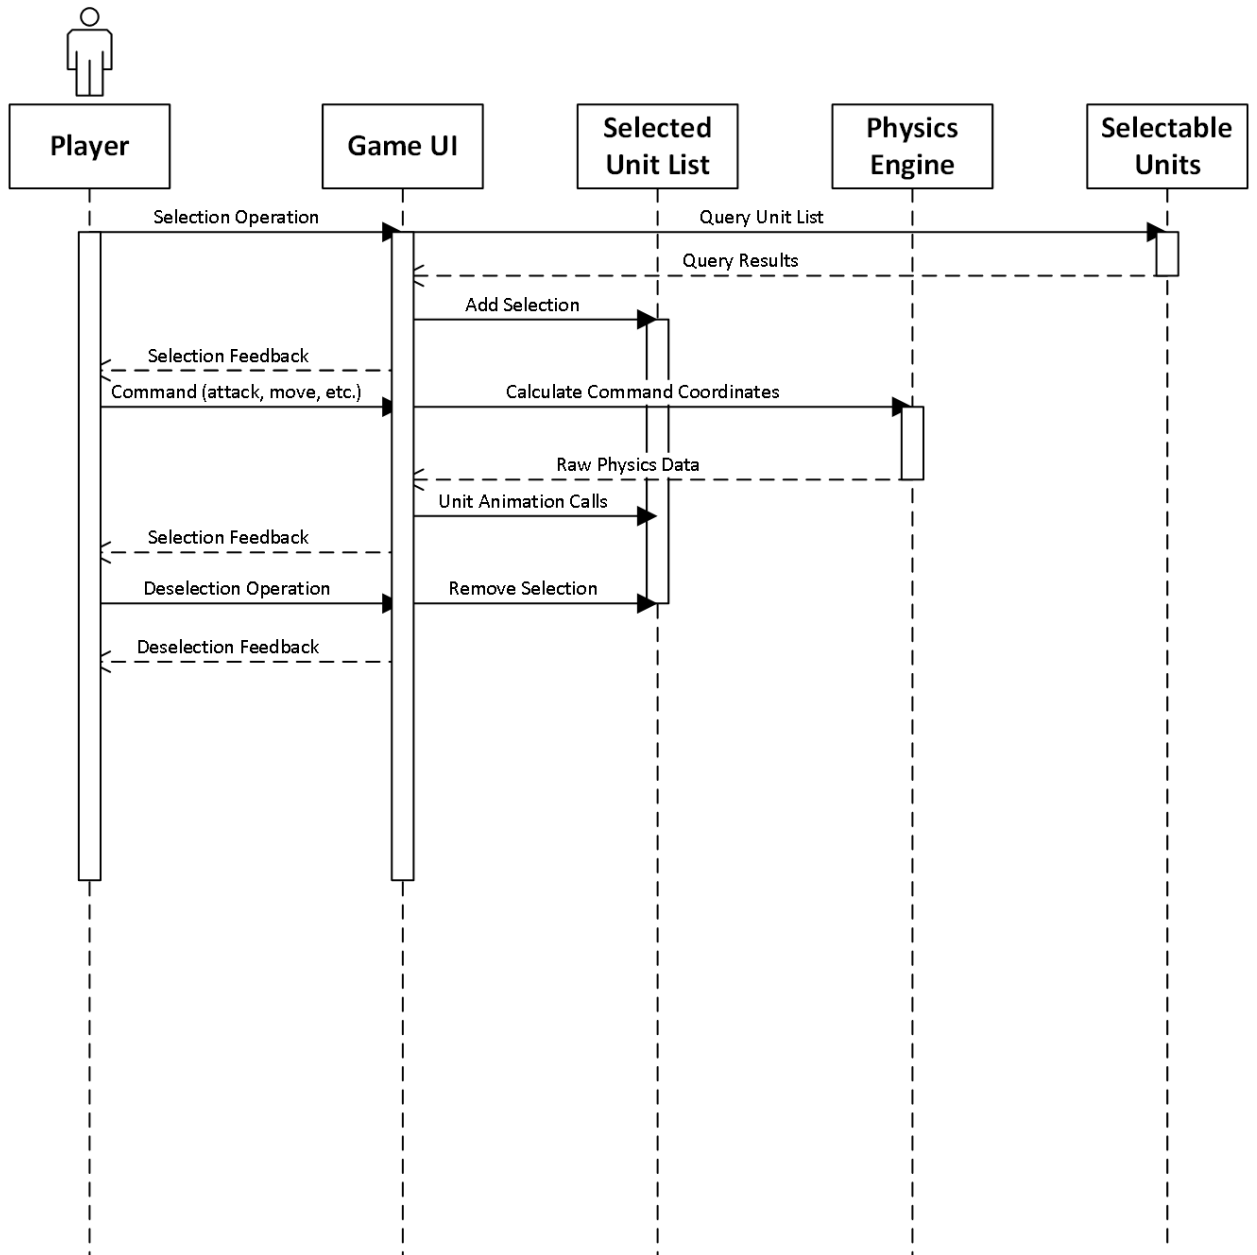 Player
Game UI
Selected
Unit List
Physics
Engine
Selectable
Units
Selection Operation
Query Unit List
Query Results
Add Selection
Selection Feedback
Command (attack, move, etc.)
Calculate Command Coordinates
Raw Physics Data
Unit Animation Calls
Selection Feedback
Deselection Operation
Remove Selection
Deselection Feedback